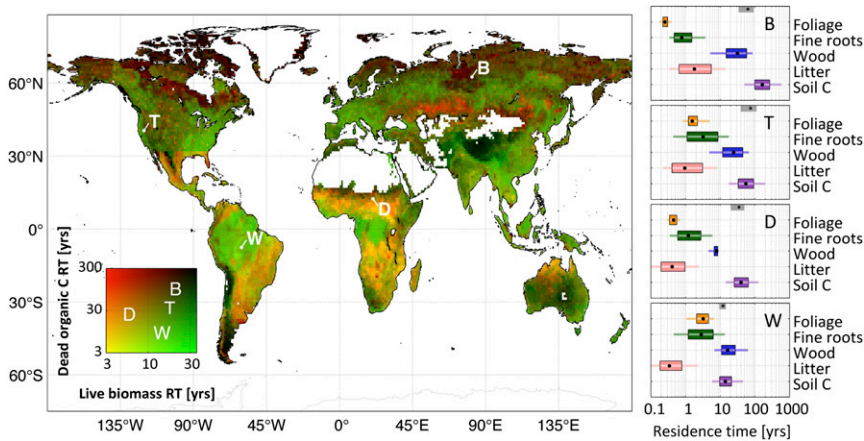 60°N
30°N
0°
30°S
60°S
135°W
90°W
45°W
0°
45°E
90°E
135°E
B
T
D
W
Dead organic C RT [yrs]
300
30
3
B
T
D
W
3
10
30
Live biomass RT [yrs]
B
Foliage
Fine roots
Wood
Litter
Soil C
T
Foliage
Fine roots
Wood
Litter
Soil C
D
Foliage
Fine roots
Wood
Litter
Soil C
W
Foliage
Fine roots
Wood
Litter
Soil C
0.1 1 10 100 1000
Residence time [yrs]